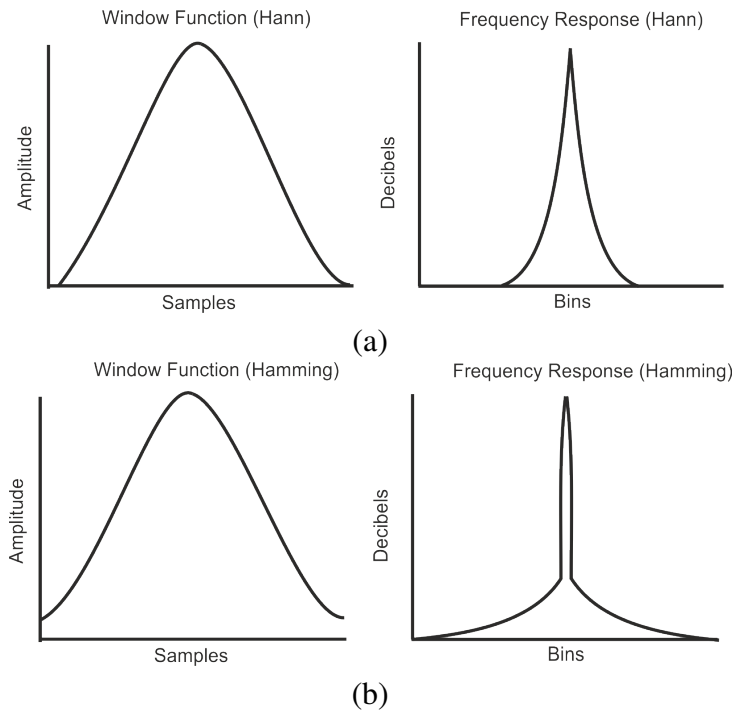 Window Function (Hann)
Frequency Response (Hann)
Amplitude
Decibels
Samples
Bins
(a)
Window Function (Hamming)
Frequency Response (Hamming)
Amplitude
Decibels
Samples
Bins
(b)